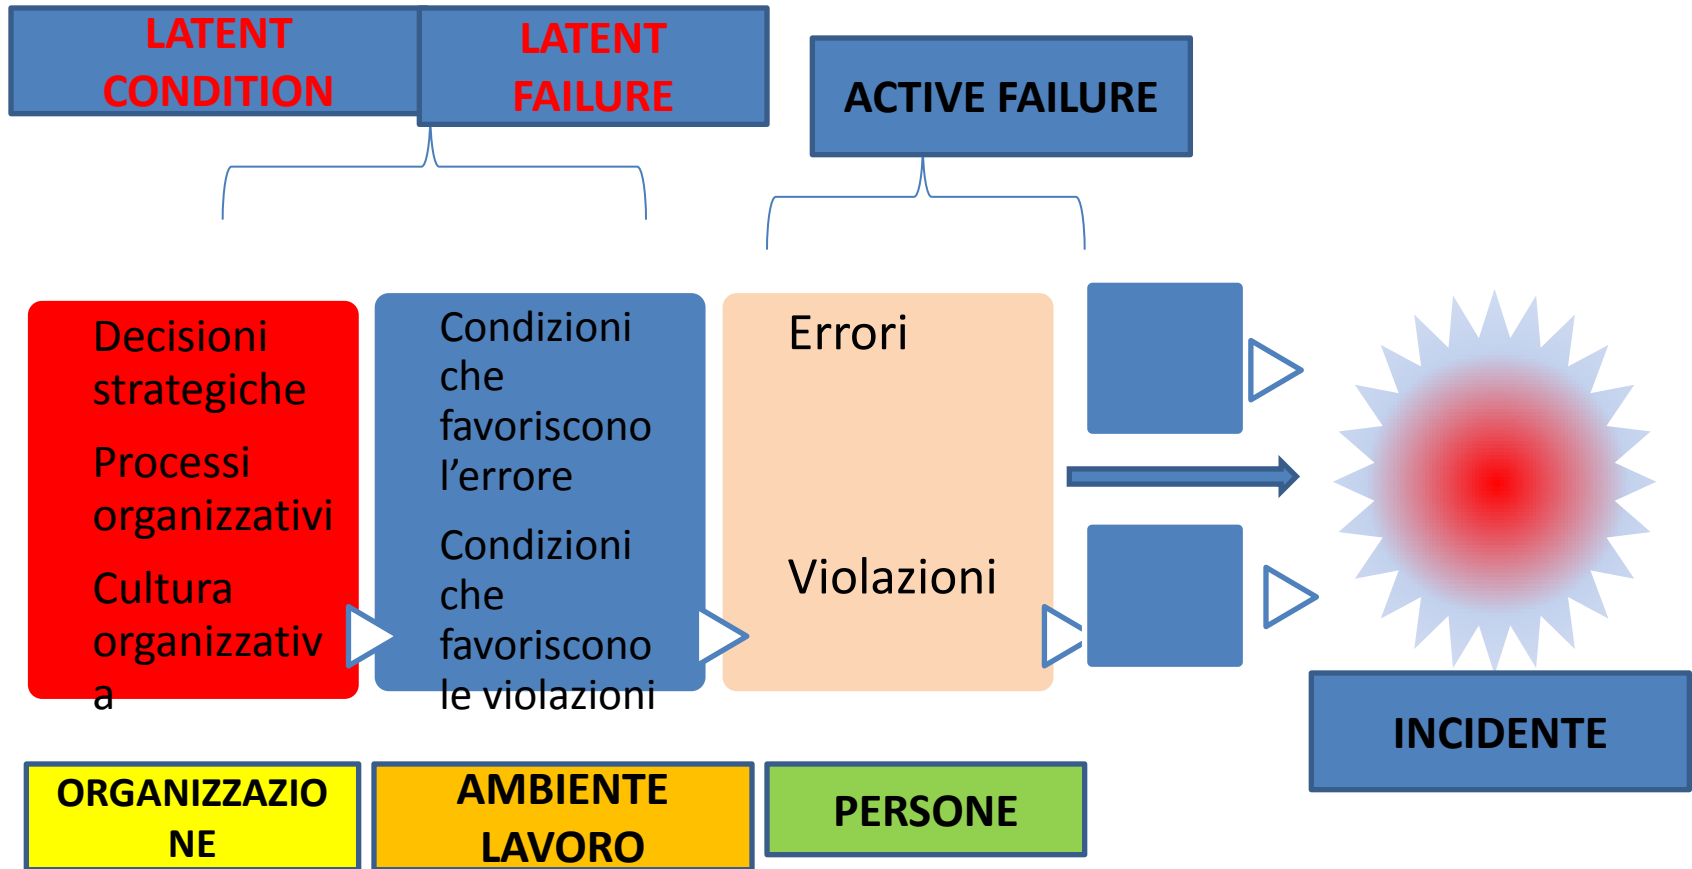 LATENT
CONDITION
LATENT
FAILURE
ACTIVE FAILURE
Decisioni
strategiche
Processi
organizzativi
Cultura
organizzativ
a
Condizioni
che
favoriscono
l’errore
Condizioni
che
favoriscono
le violazioni
Errori
Violazioni
INCIDENTE
ORGANIZZAZIO
NE
AMBIENTE
LAVORO
PERSONE